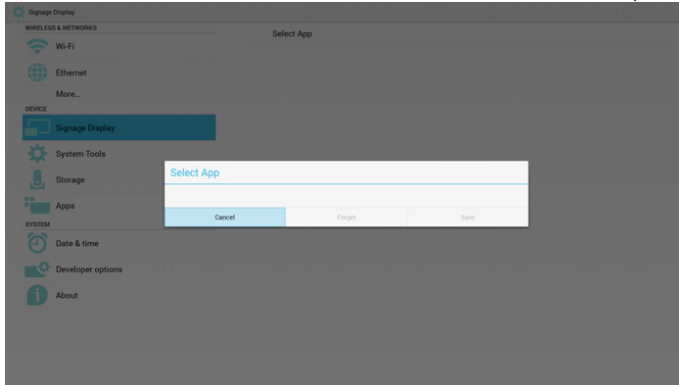 Signage Display
WIRELESS & NETWORKS
Wi-Fi
Ethernet
More...
DEVICE
Signage Display
System Tools
Storage
Apps
SYSTEM
Date & time
Developer options
About
Select App
Select App
Cancel
Forget
Save